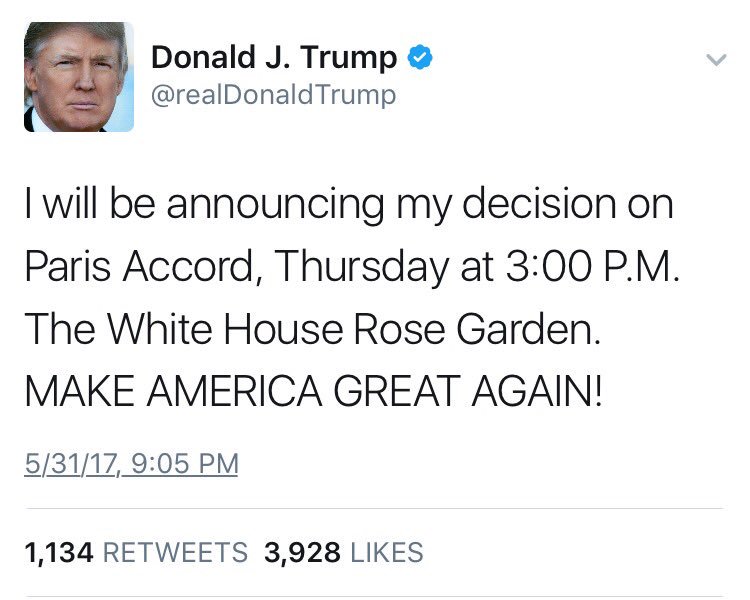 Donald J. Trump
@realDonaldTrump
I will be announcing my decision on
Paris Accord, Thursday at 3:00 P.M.
The White House Rose Garden.
MAKE AMERICA GREAT AGAIN!
5/31/17, 9:05 PM
1,134 RETWEETS 3,928 LIKES